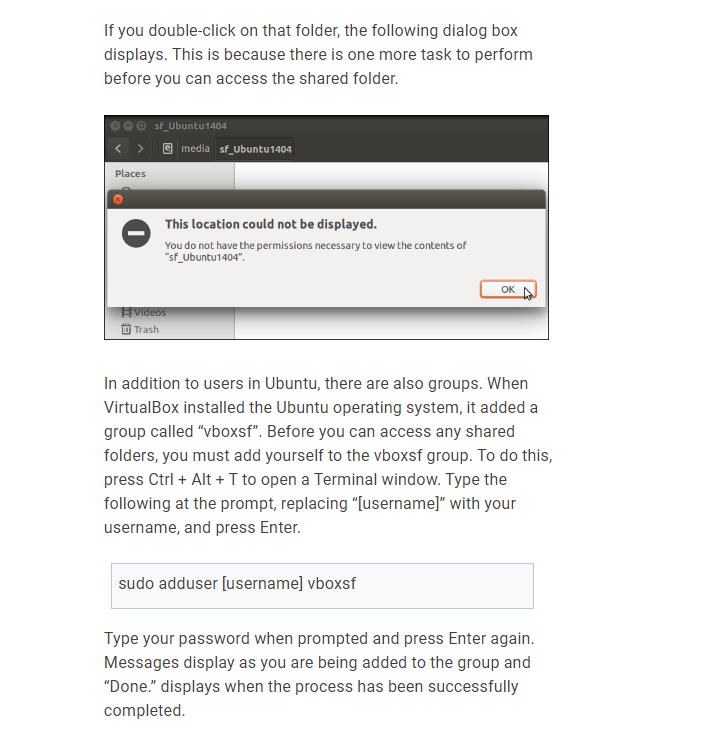 If you double-click on that folder, the following dialog box
displays. This is because there is one more task to perform
before you can access the shared folder.
sf_Ubuntu1404
media sf_Ubuntu1404
Places
This location could not be displayed.
You do not have the permissions necessary to view the contents of
“sf_Ubuntu1404”.
OK
Videos
Trash
In addition to users in Ubuntu, there are also groups. When
VirtualBox installed the Ubuntu operating system, it added a
group called “vboxsf”. Before you can access any shared
folders, you must add yourself to the vboxsf group. To do this,
press Ctrl + Alt + T to open a Terminal window. Type the
following at the prompt, replacing “[username]” with your
username, and press Enter.
sudo adduser [username] vboxsf
Type your password when prompted and press Enter again.
Messages display as you are being added to the group and
“Done.” displays when the process has been successfully
completed.